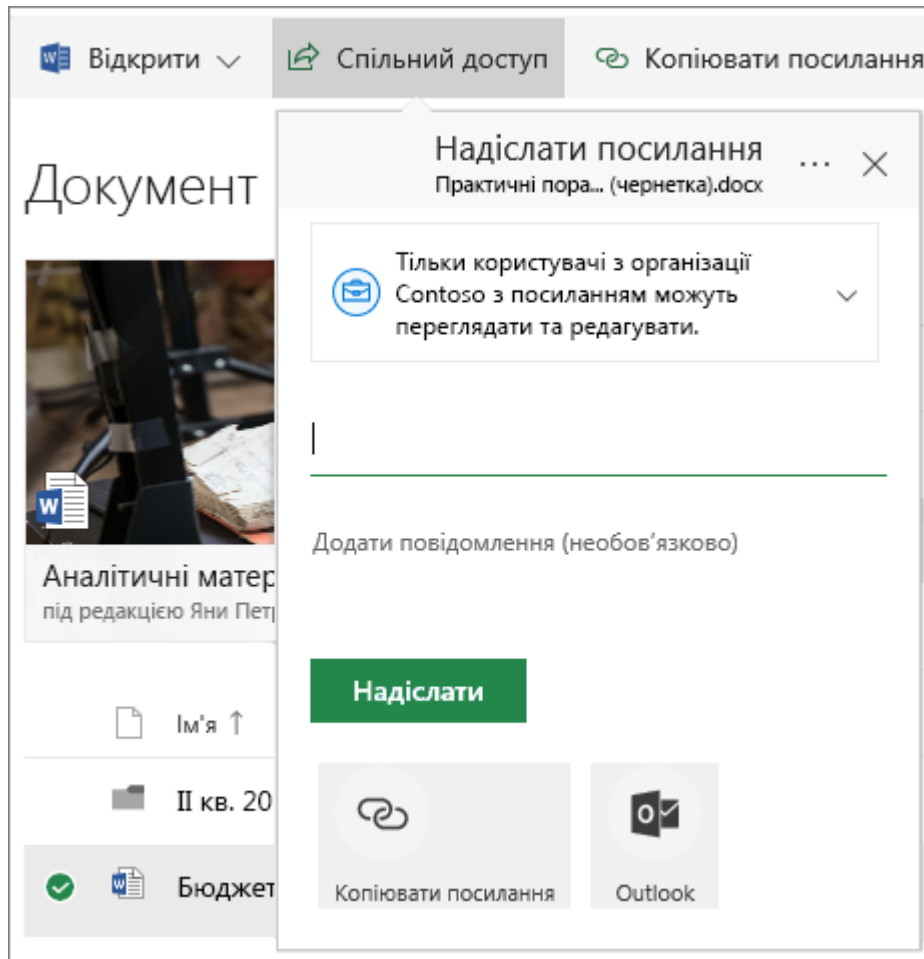 Відкрити
Спільний доступ
Копіювати посилання
Надіслати посилання
Практичні пора... (чернетка).docx
Документ
Тільки користувачі з організації
Contoso з посиланням можуть
переглядати та редагувати.
Додати повідомлення (необов’язково)
Аналітичні матер
під редакцією Яни Пет
Надіслати
Ім'я ↑
II кв. 20
Бюджет
Копіювати посилання
Outlook